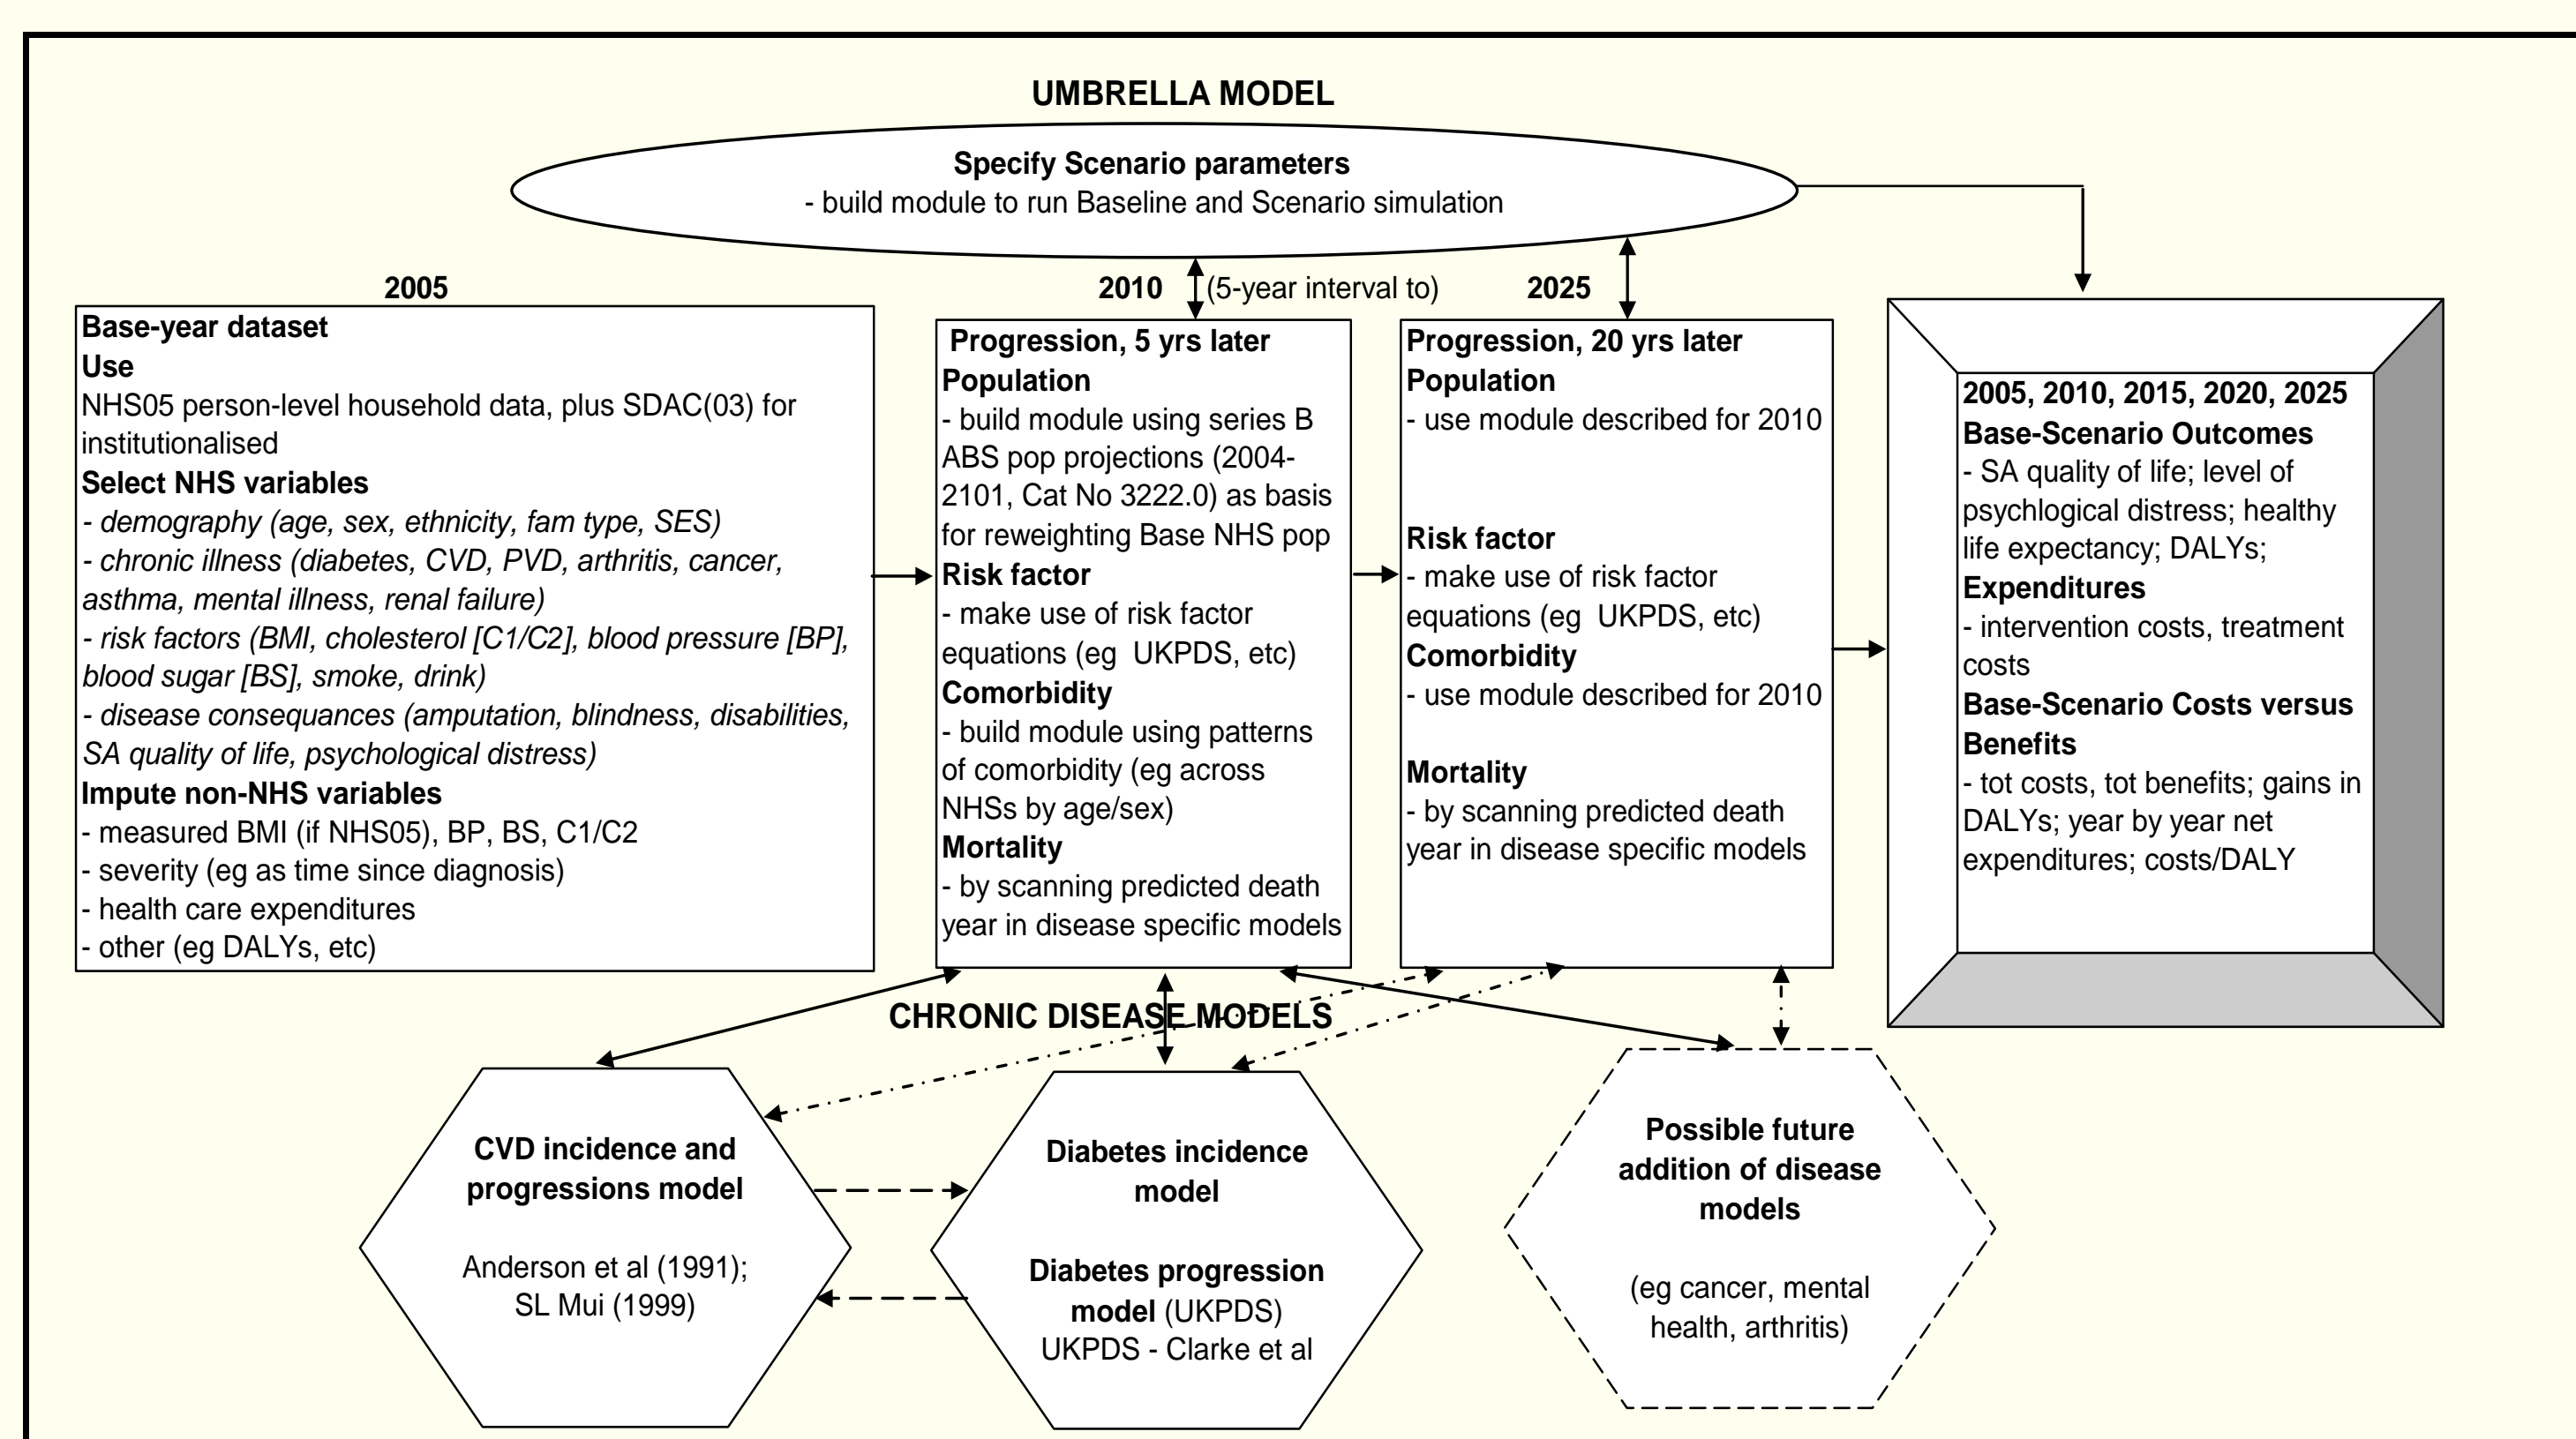 UMBRELLA MODEL
Specify Scenario parameters
- build module to run Baseline and Scenario simulation
2005
Base-year dataset
Use
NHS05 person-level household data, plus SDAC(03) for
institutionalised
Select NHS variables
- demography (age, sex, ethnicity, fam type, SES)
- chronic illness (diabetes, CVD, PVD, arthritis, cancer,
asthma, mental illness, renal failure)
- risk factors (BMI, cholesterol [C1/C2], blood pressure [BP],
blood sugar [BS], smoke, drink)
- disease consequances (amputation, blindness, disabilities,
SA quality of life, psychological distress)
Impute non-NHS variables
- measured BMI (if NHS05), BP, BS, C1/C2
- severity (eg as time since diagnosis)
- health care expenditures
- other (eg DALYs, etc)
2010 (5-year interval to) 2025
Progression, 5 yrs later
Population
- build module using series B
ABS pop projections (2004-
2101, Cat No 3222.0) as basis
for reweighting Base NHS pop
Risk factor
- make use of risk factor
equations (eg UKPDS, etc)
Comorbidity
- build module using patterns
of comorbidity (eg across
NHSs by age/sex)
Mortality
- by scanning predicted death
year in disease specific models
Progression, 20 yrs later
Population
- use module described for 2010
Risk factor
- make use of risk factor
equations (eg UKPDS, etc)
Comorbidity
- use module described for 2010
Mortality
- by scanning predicted death
year in disease specific models
2005, 2010, 2015, 2020, 2025
Base-Scenario Outcomes
- SA quality of life; level of
psychlogical distress; healthy
life expectancy; DALYs;
Expenditures
- intervention costs, treatment
costs
Base-Scenario Costs versus
Benefits
- tot costs, tot benefits; gains in
DALYs; year by year net
expenditures; costs/DALY
CHRONIC DISEASE MODELS
CVD incidence and
progressions model
Anderson et al (1991);
SL Mui (1999)
Diabetes incidence
model
Diabetes progression
model (UKPDS)
UKPDS - Clarke et al
Possible future
addition of disease
models
(eg cancer, mental
health, arthritis)